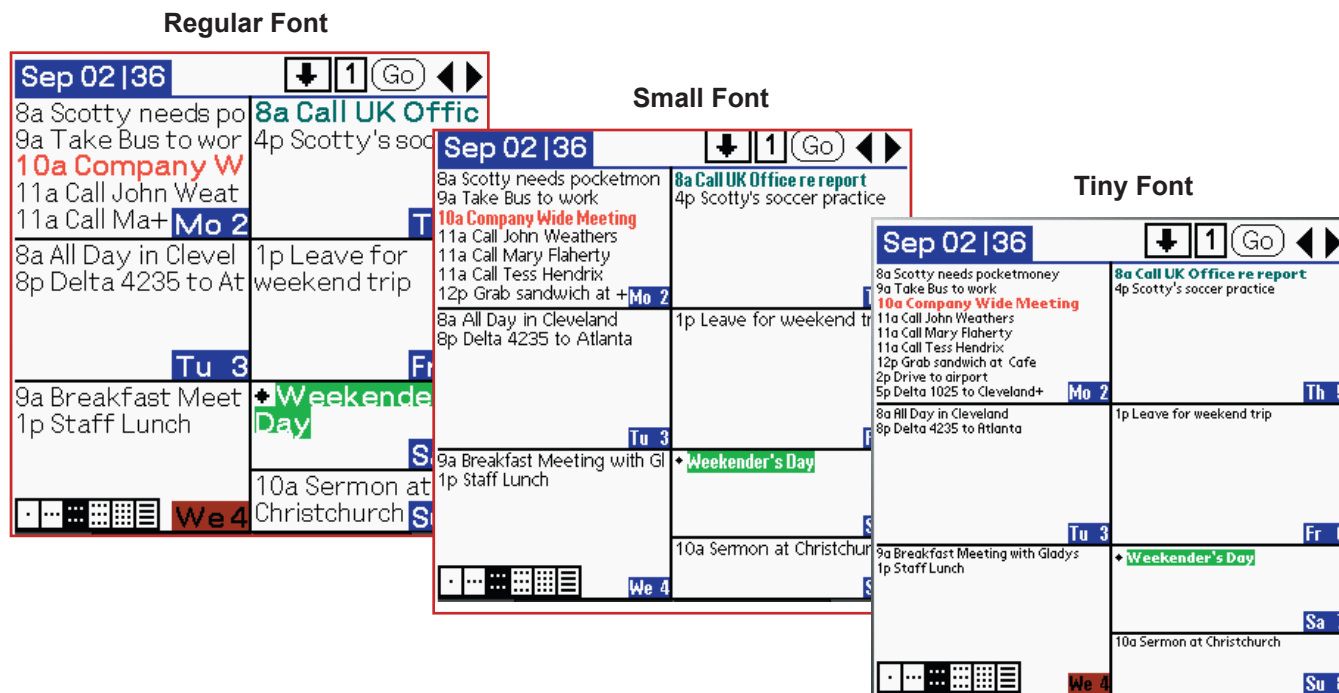 Regular Font
Sep 02|36
1
Go
8a Scotty needs po
9a Take Bus to wor
10a Company W
11a Call John Weat
11a Call Ma+
Mo 2
8a Call UK Offic
4p Scotty's soc
T
8a All Day in Clevel
8p Delta 4235 to At
Tu 3
1p Leave for
weekend trip
Fr
9a Breakfast Meet
1p Staff Lunch
We 4
Weekende
Day
Sa
10a Sermon at
Christchurch
Su
Small Font
Sep 02|36
1
Go
8a Scotty needs pocketmon
9a Take Bus to work
10a Company Wide Meeting
11a Call John Weathers
11a Call Mary Flaherty
11a Call Tess Hendrix
12p Grab sandwich at +
Mo 2
8a Call UK Office re report
4p Scotty's soccer practice
T
8a All Day in Cleveland
8p Delta 4235 to Atlanta
Tu 3
1p Leave for weekend tr
F
9a Breakfast Meeting with Gl
1p Staff Lunch
We 4
Weekender's Day
S
10a Sermon at Christchur
S
Tiny Font
Sep 02|36
1
Go
8a Scotty needs pocketmoney
9a Take Bus to work
10a Company Wide Meeting
11a Call John Weathers
11a Call Mary Flaherty
11a Call Tess Hendrix
12p Grab sandwich at Cafe
2p Drive to airport
5p Delta 1025 to Cleveland+
Mo 2
8a Call UK Office re report
4p Scotty's soccer practice
Th 5
8a All Day in Cleveland
8p Delta 4235 to Atlanta
Tu 3
1p Leave for weekend trip
Fr 6
9a Breakfast Meeting with Gladys
1p Staff Lunch
We 4
Weekender's Day
Sa 7
10a Sermon at Christchurch
Su 8